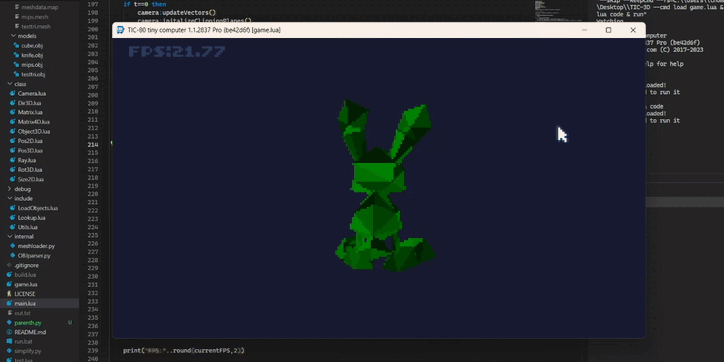 meshdata.map
mips.mesh
testtri.mesh
models
cube.obj
knife.obj
mips.obj
testtri.obj
class
Camera.lua
Dir3D.lua
Matrix.lua
Matrix4D.lua
Object3D.lua
Pos2D.lua
Pos3D.lua
Ray.lua
Rot3D.lua
Size2D.lua
debug
include
LoadObjects.lua
Lookup.lua
Utils.lua
internal
meshloader.py
OBJparser.py
.gitignore
build.lua
game.lua
LICENSE
main.lua
out.txt
README.md
run.bat
simplify.py
197
198
199
200
201
202
203
204
205
206
207
208
209
210
211
212
213
214
215
216
217
218
219
220
221
222
223
224
225
226
227
228
229
230
231
232
233
234
235
236
237
238
239
240
if t==0 then
camera:updateVectors()
print("FPS:"..round(currentFPS,2))
TIC-80 tiny computer 1.1.2837 Pro (be42d6f) [game.lua]
FPS:21.77
\Desktop\\TIC-3D --cmd load game.lua &
lua code & run"
Watching
computer
37 Pro (be42d6f)
com (C) 2017-2023
elp for help
loaded!
d to run it
code
loaded!
d to run it